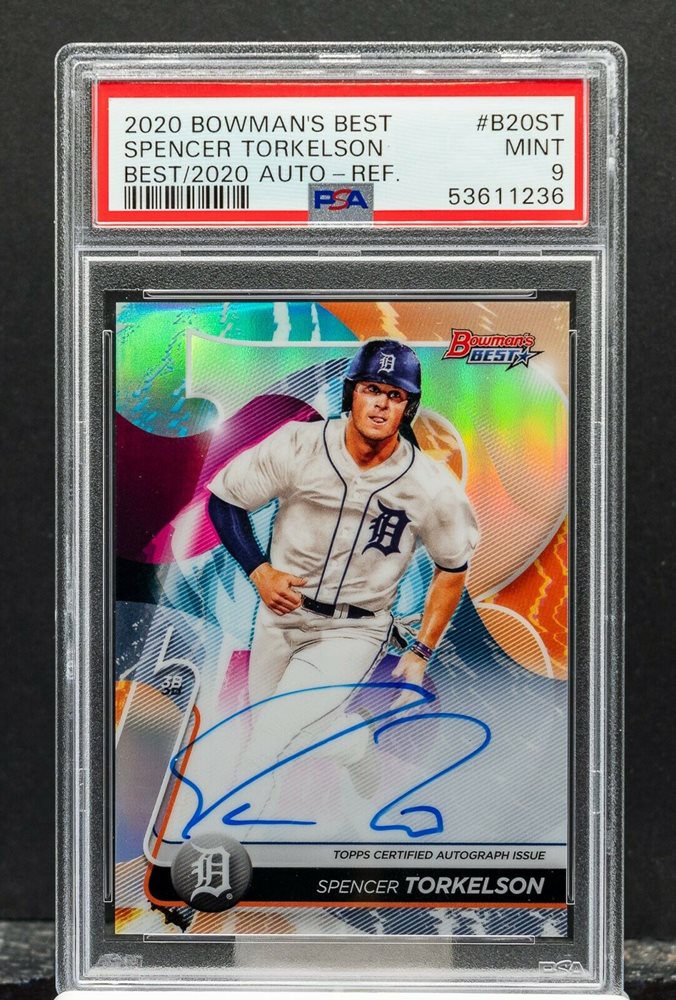 2020 BOWMAN'S BEST #B20ST
SPENCER TORKELSON MINT
BEST/2020 AUTO – REF. 9
PSA 53611236
Bowman's
BEST
D
D
3B
TOPPS CERTIFIED AUTOGRAPH ISSUE
D
SPENCER TORKELSON
PSA